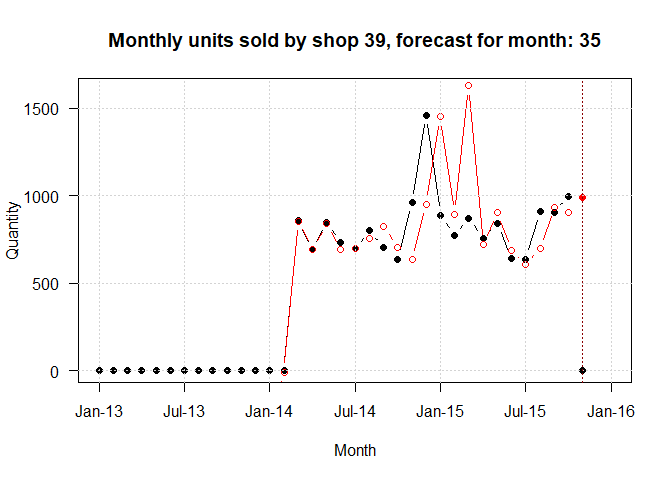 Monthly units sold by shop 39, forecast for month: 35
Quantity
1500
1000
500
0
Jan-13 Jul-13 Jan-14 Jul-14 Jan-15 Jul-15 Jan-16
Month